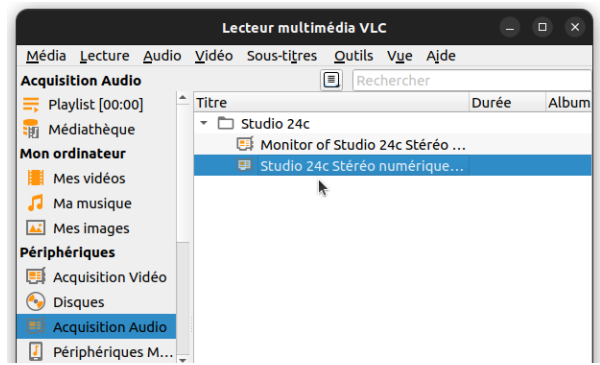 Lecteur multimédia VLC
Média Lecture Audio Vidéo Sous-titres Outils Vue Aide
Acquisition Audio
Rechercher
Playlist [00:00]
Médiathèque
Mon ordinateur
Mes vidéos
Ma musique
Mes images
Périphériques
Acquisition Vidéo
Disques
Acquisition Audio
Périphériques M...
Titre Durée Album
Studio 24c
Monitor of Studio 24c Stéréo ...
Studio 24c Stéréo numérique...